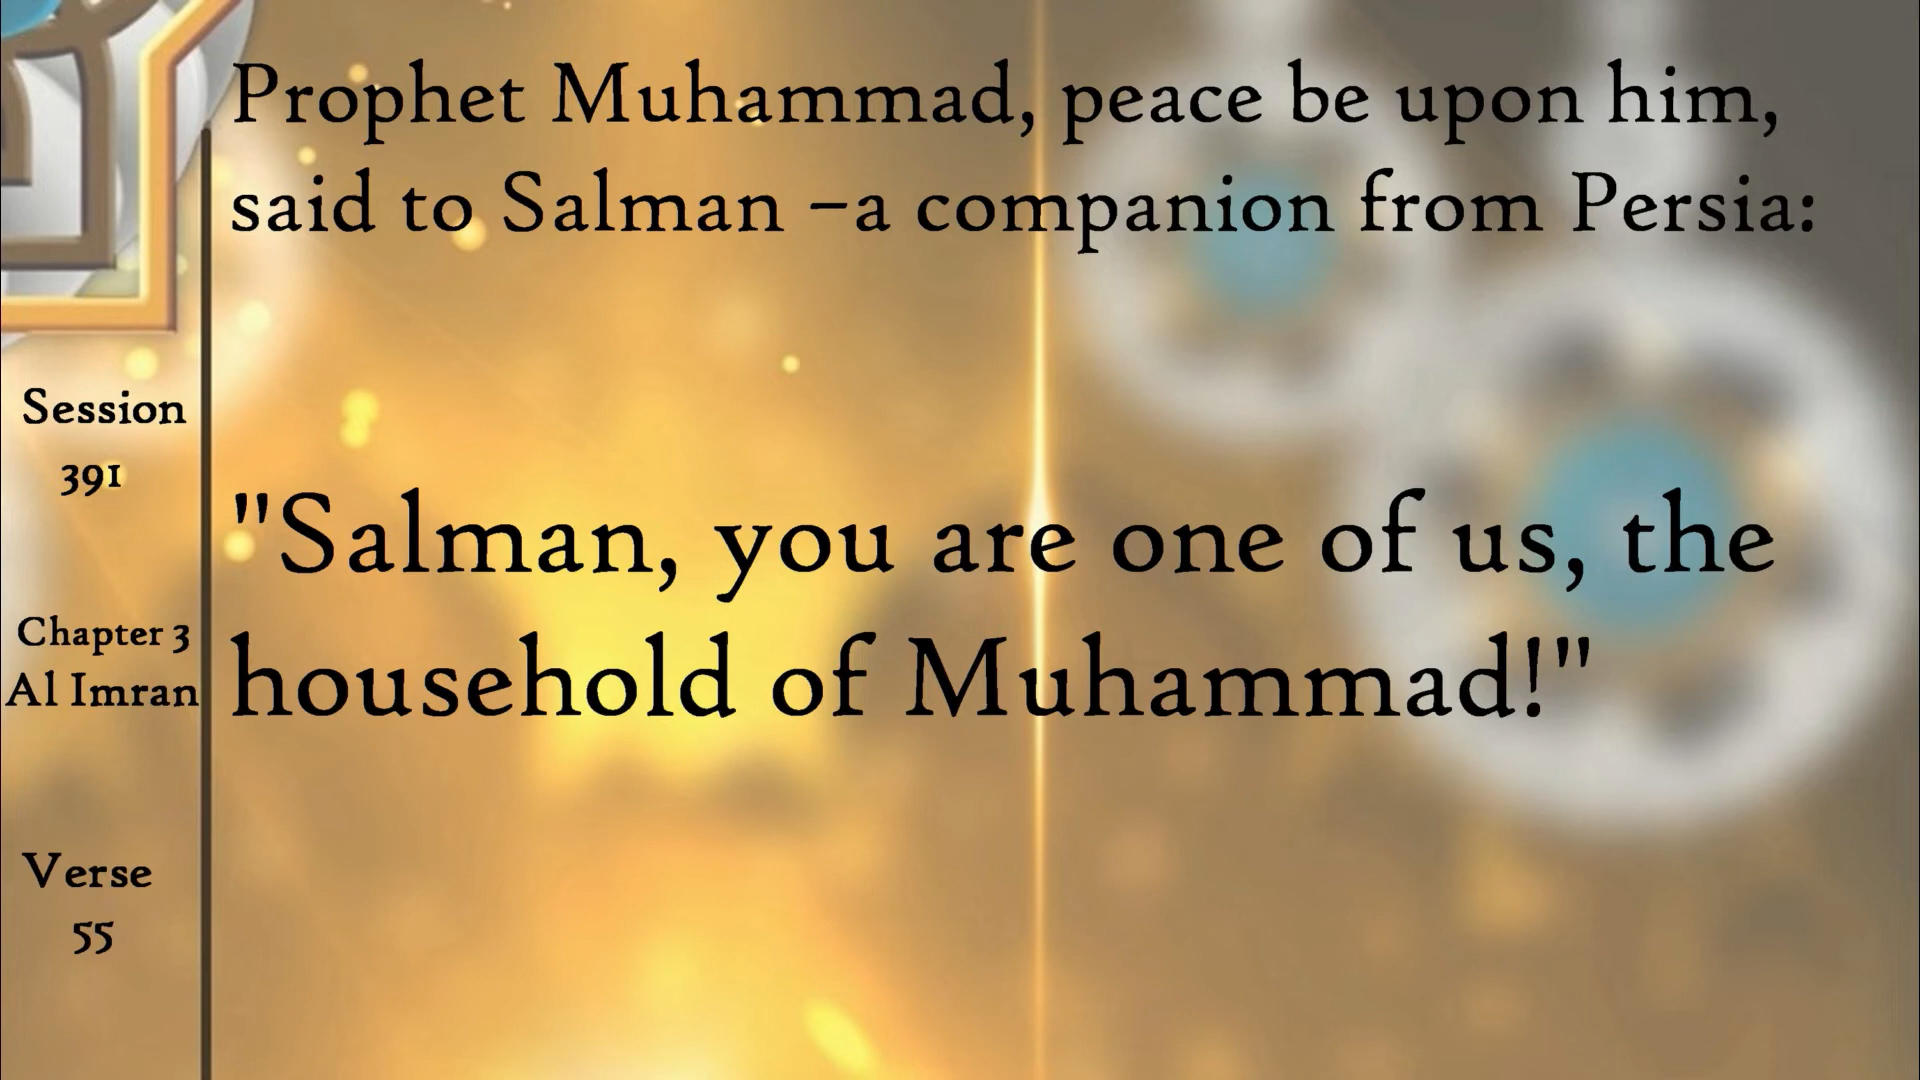 Prophet Muhammad, peace be upon him,
said to Salman –a companion from Persia:
"Salman, you are one of us, the
household of Muhammad!"
Session
391
Chapter 3
Al Imran
Verse
55